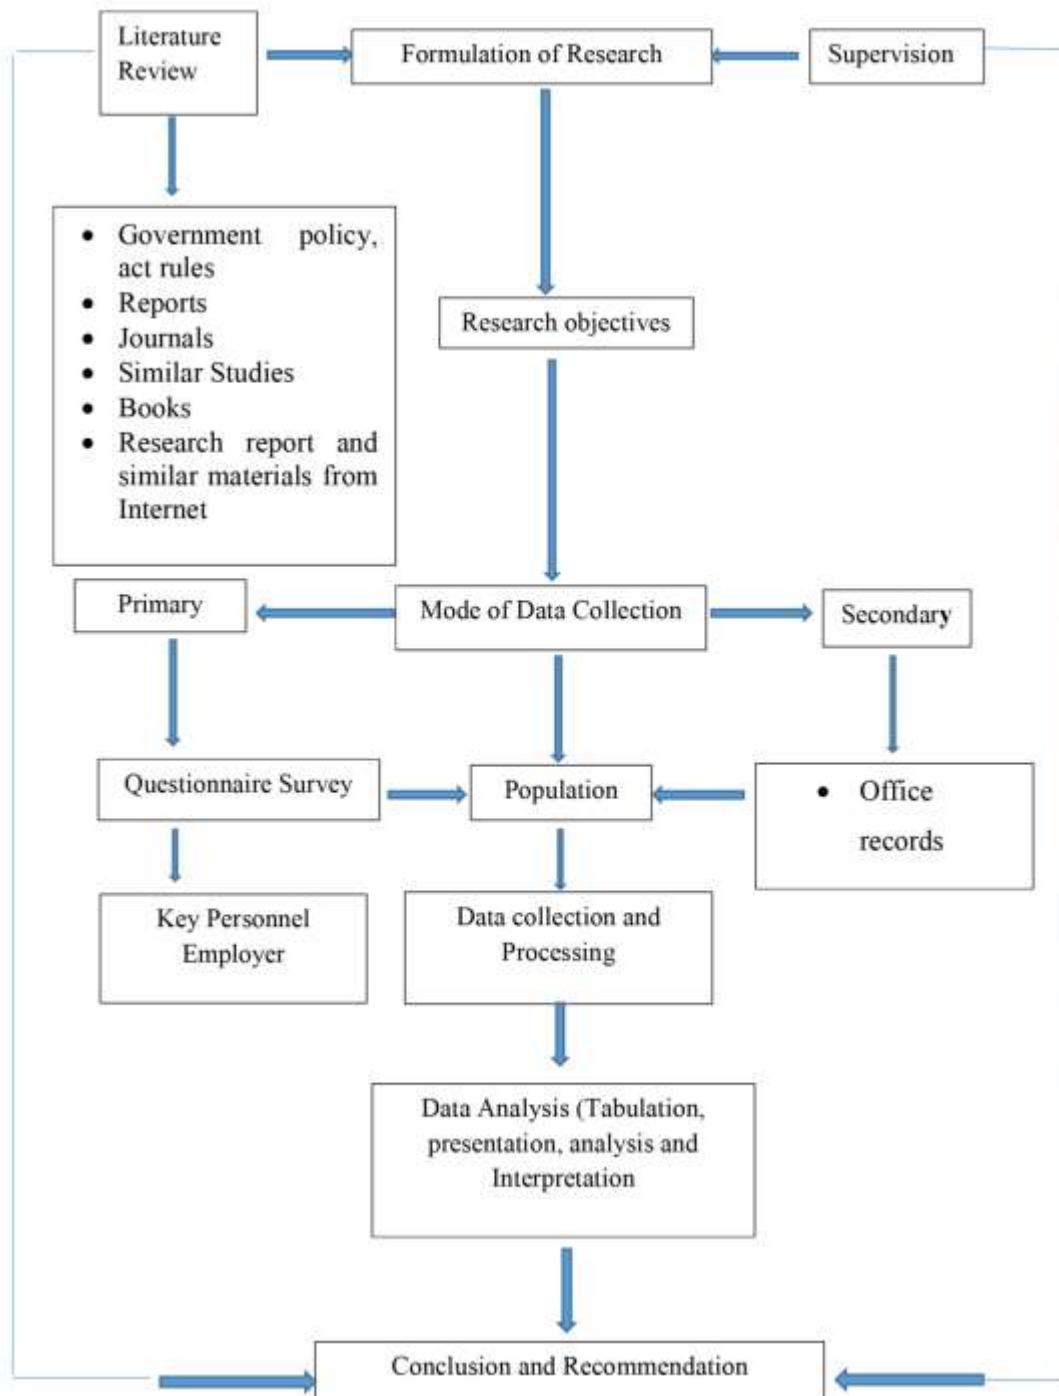 Literature
Review
Formulation of Research
Supervision
• Government policy,
act rules
• Reports
• Journals
• Similar Studies
• Books
• Research report and
similar materials from
Internet
Research objectives
Primary
Mode of Data Collection
Secondary
Questionnaire Survey
Population
• Office
records
Key Personnel
Employer
Data collection and
Processing
Data Analysis (Tabulation,
presentation, analysis and
Interpretation
Conclusion and Recommendation